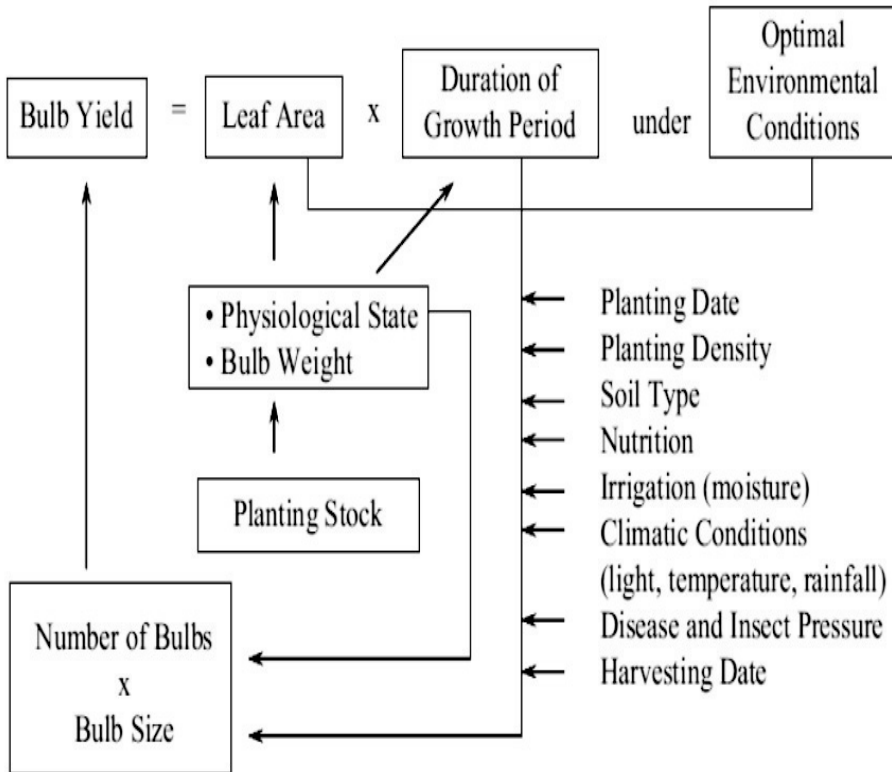 Bulb Yield
=
Leaf Area
x
Duration of
Growth Period
under
Optimal
Environmental
Conditions
• Physiological State
• Bulb Weight
Planting Stock
Number of Bulbs
x
Bulb Size
Planting Date
Planting Density
Soil Type
Nutrition
Irrigation (moisture)
Climatic Conditions
(light, temperature, rainfall)
Disease and Insect Pressure
Harvesting Date